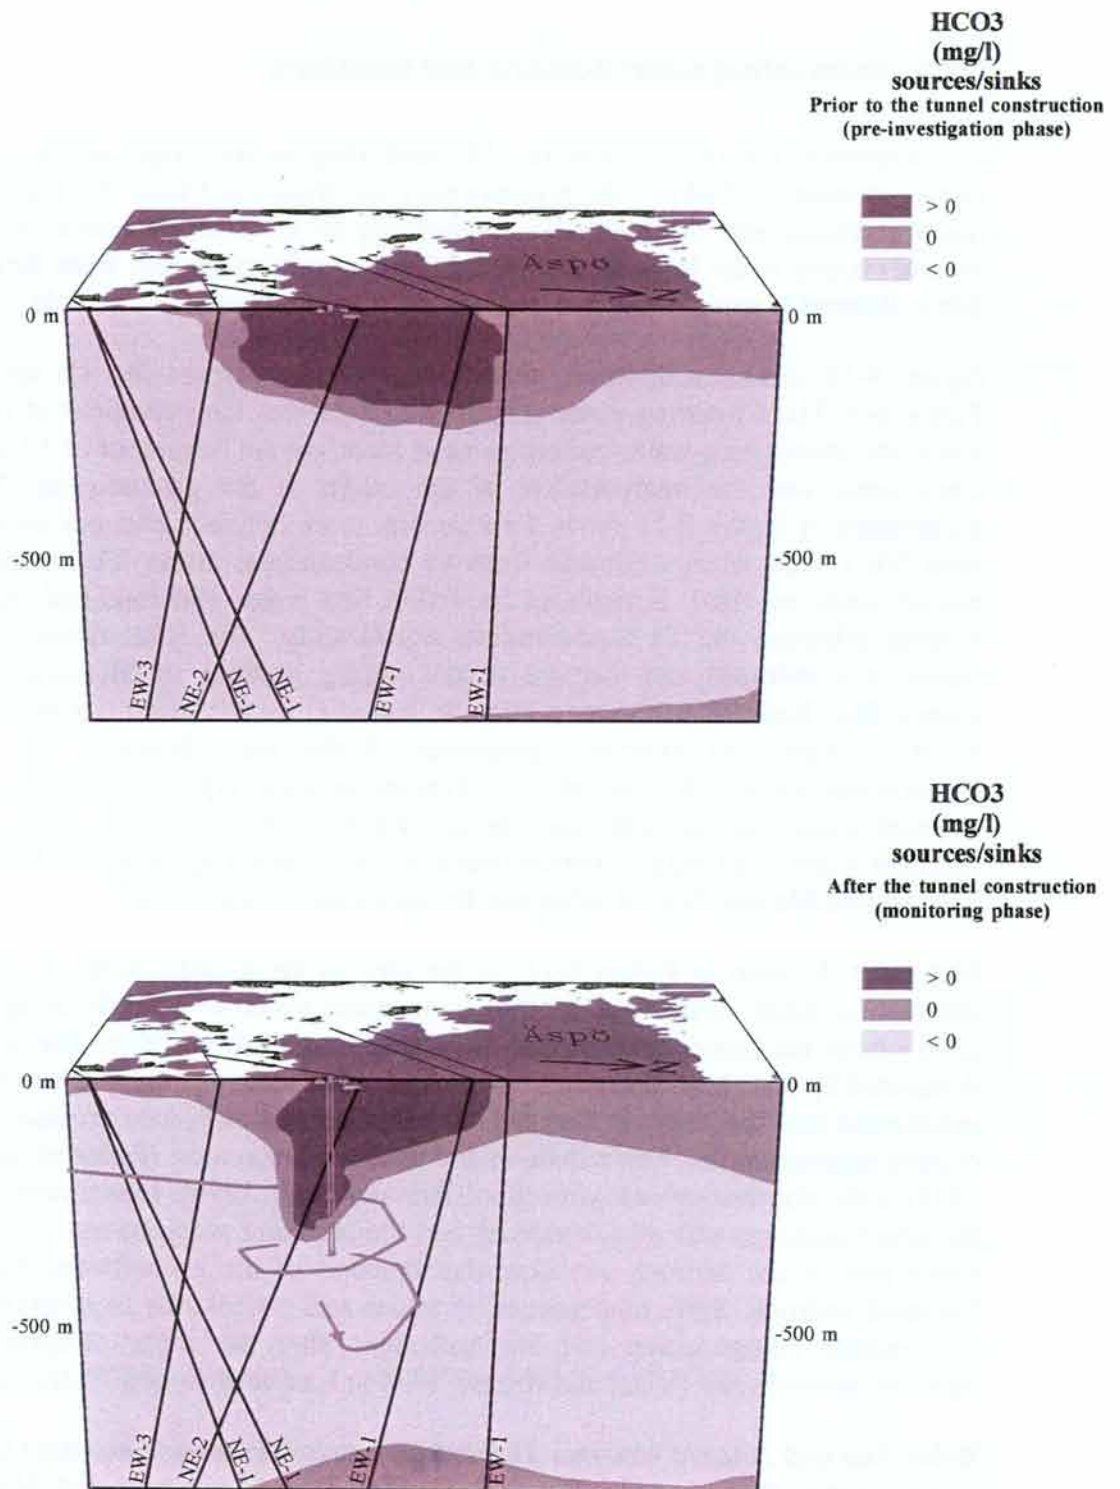 HCO3
(mg/l)
sources/sinks
Prior to the tunnel construction
(pre-investigation phase)
> 0
0
< 0
Äspö
N
0 m
0 m
-500 m
-500 m
EW-3
NE-2
NE-1
NE-1
EW-1
EW-1
HCO3
(mg/l)
sources/sinks
After the tunnel construction
(monitoring phase)
> 0
0
< 0
Äspö
N
0 m
0 m
-500 m
-500 m
EW-3
NE-2
NE-1
NE-1
EW-1
EW-1